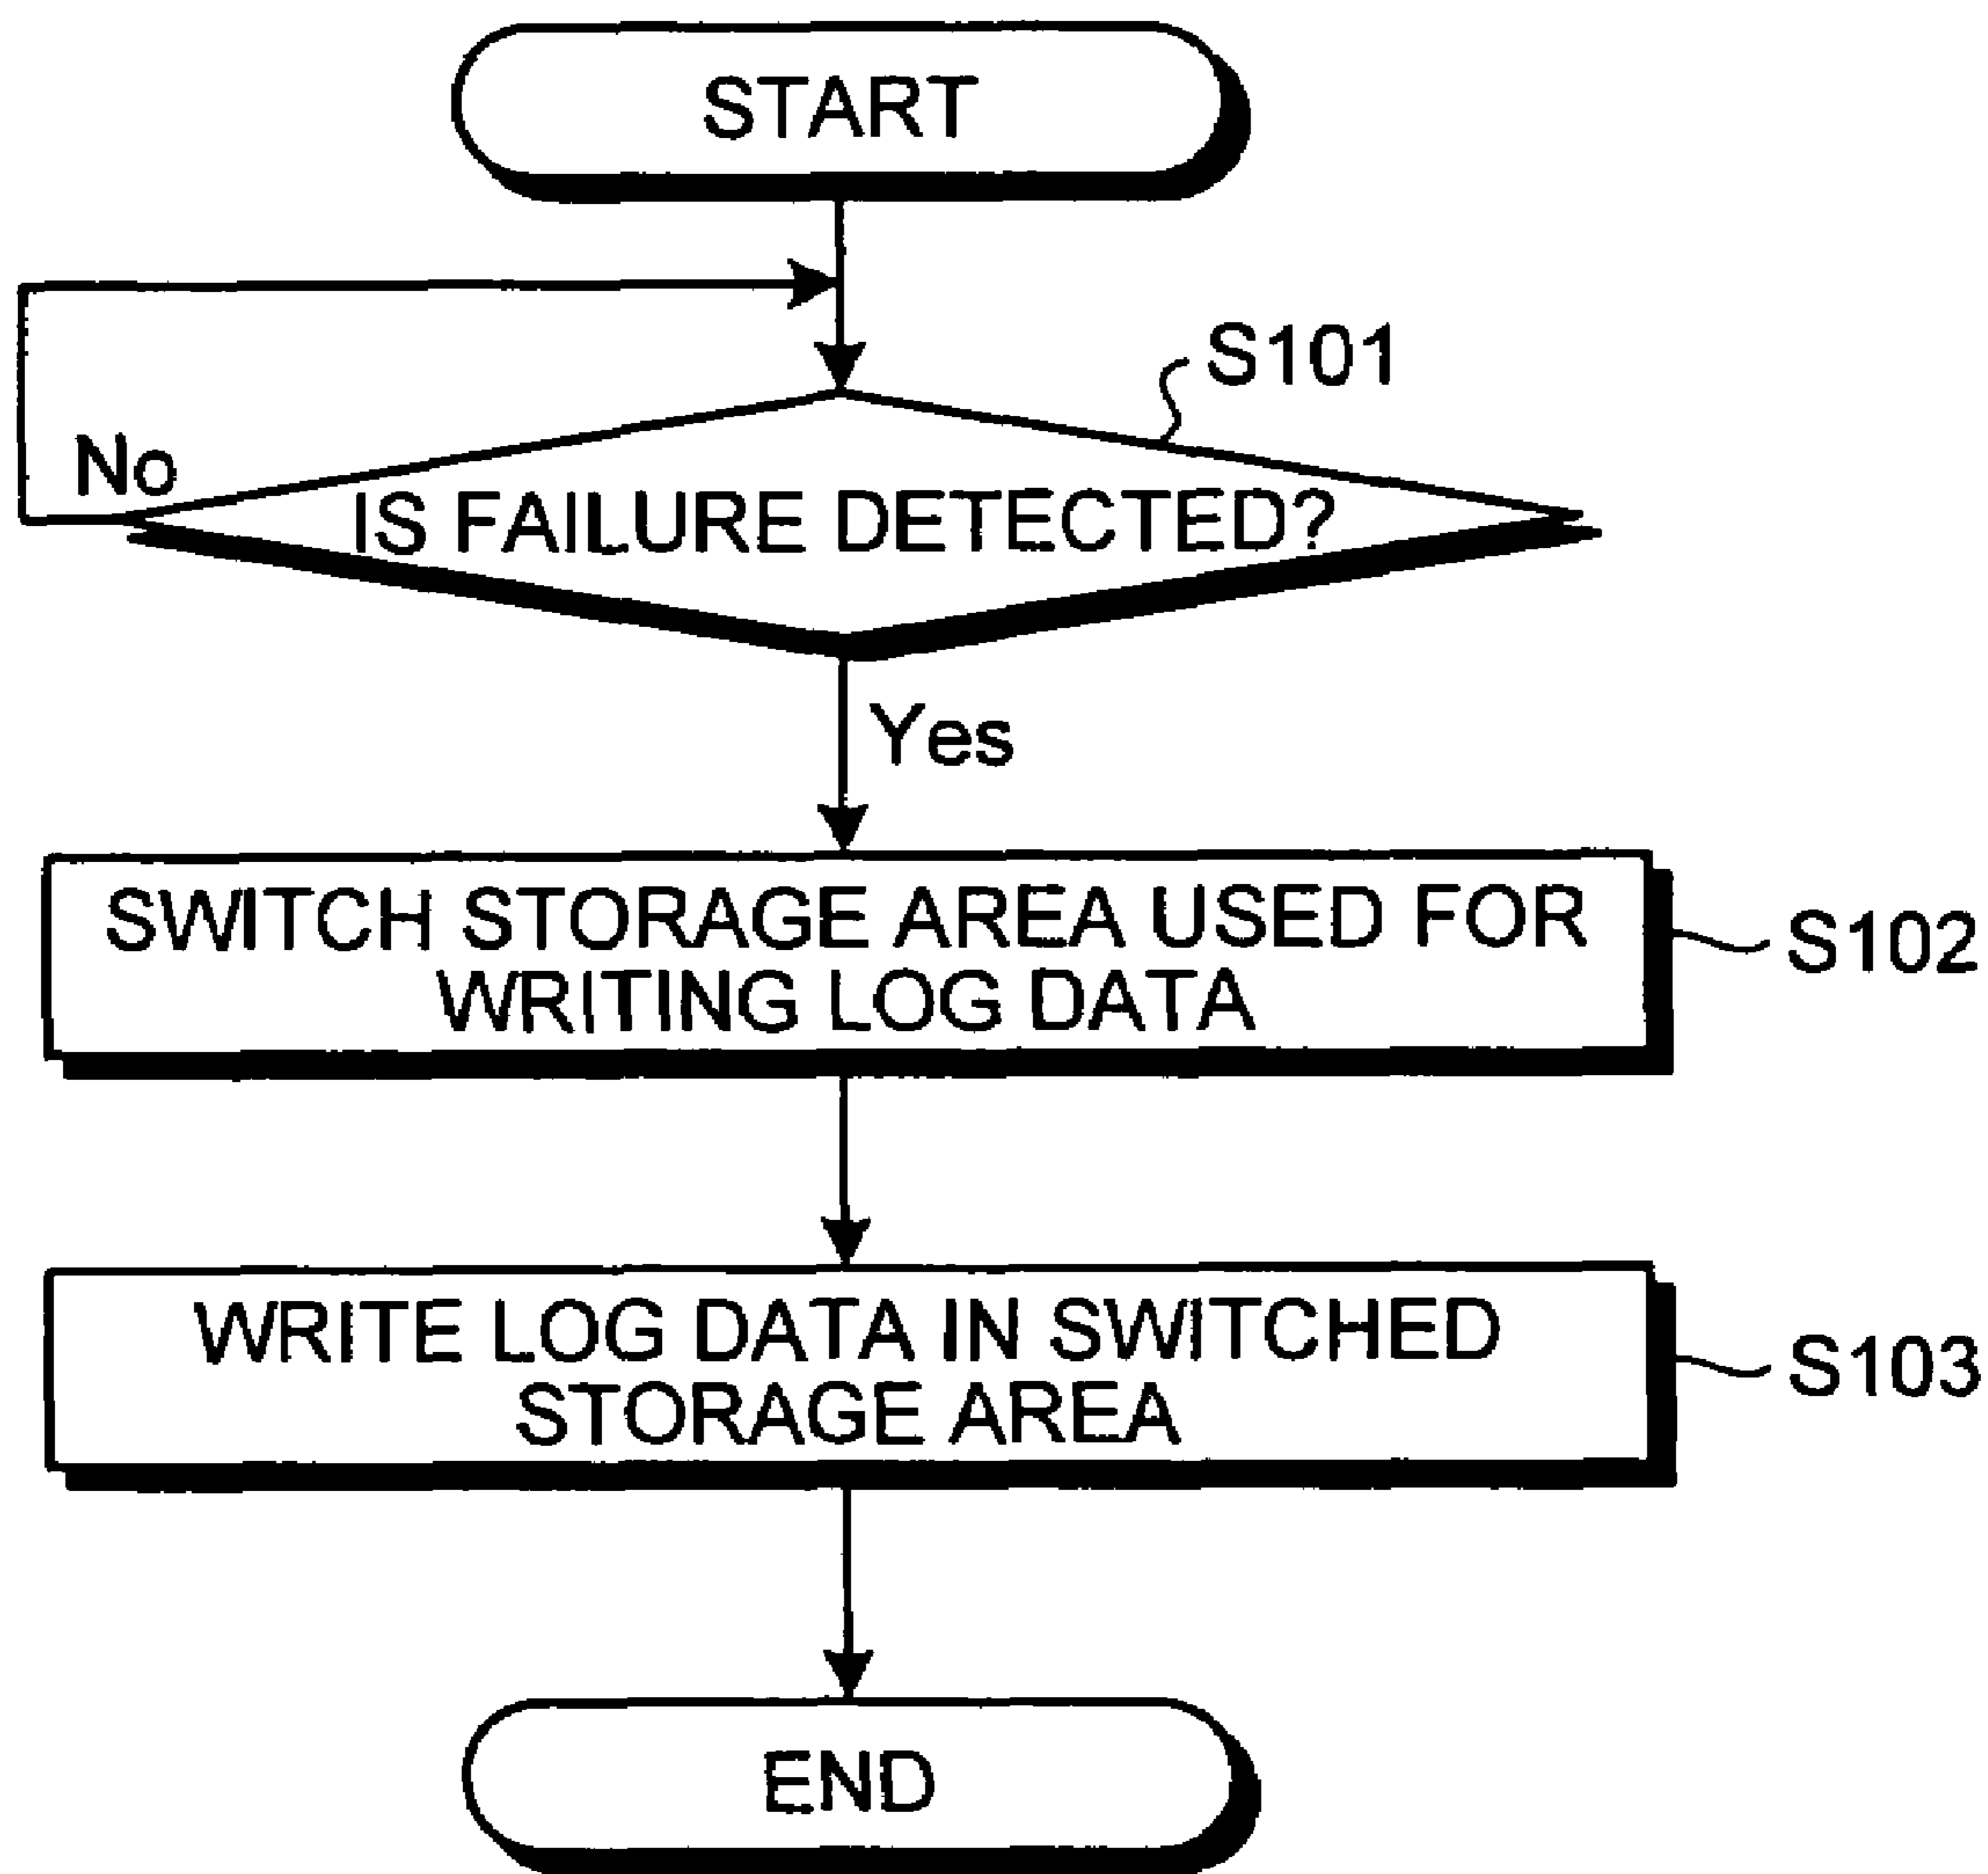 START
S101
No
IS FAILURE DETECTED?
Yes
SWITCH STORAGE AREA USED FOR
WRITING LOG DATA
S102
WRITE LOG DATA IN SWITCHED
STORAGE AREA
S103
END